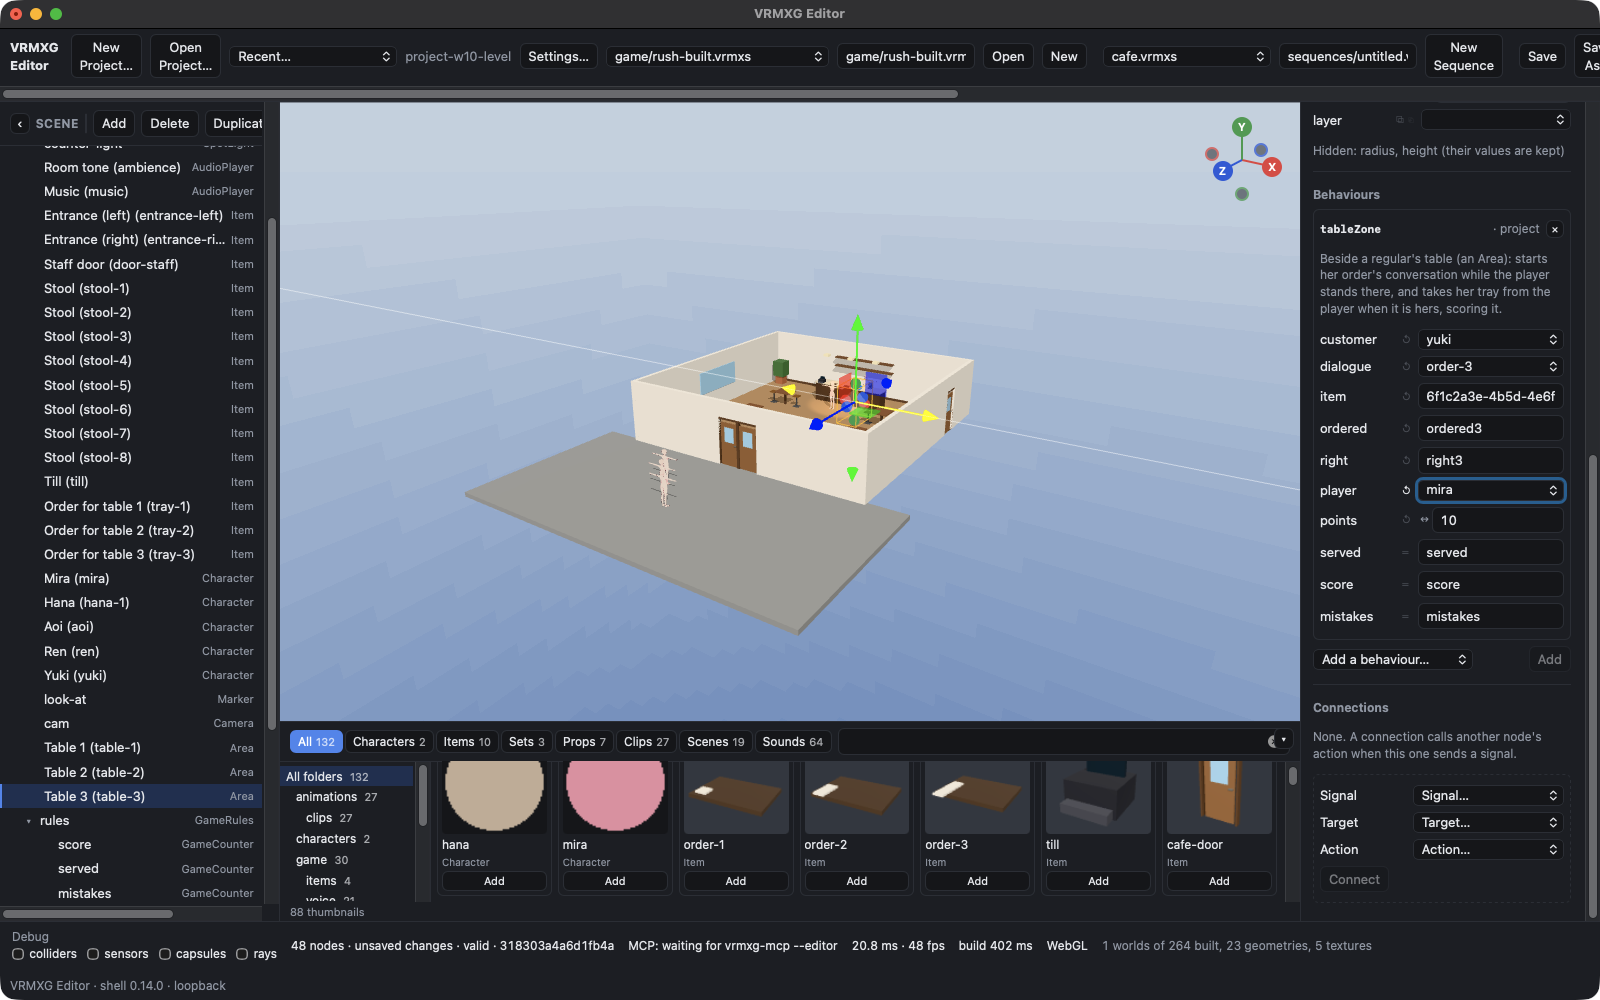 VRMXG Editor
VRMXG Editor
New Project...
Open Project...
Recent...
project-w10-level
Settings...
game/rush-built.vrmxs
game/rush-built.vrm
Open
New
cafe.vrmxs
sequences/untitled.
New Sequence
Save
‹ SCENE
Add
Delete
Duplicat
Room tone (ambience) AudioPlayer
Music (music) AudioPlayer
Entrance (left) (entrance-left) Item
Entrance (right) (entrance-ri... Item
Staff door (door-staff) Item
Stool (stool-1) Item
Stool (stool-2) Item
Stool (stool-3) Item
Stool (stool-4) Item
Stool (stool-5) Item
Stool (stool-6) Item
Stool (stool-7) Item
Stool (stool-8) Item
Till (till) Item
Order for table 1 (tray-1) Item
Order for table 2 (tray-2) Item
Order for table 3 (tray-3) Item
Mira (mira) Character
Hana (hana-1) Character
Aoi (aoi) Character
Ren (ren) Character
Yuki (yuki) Character
look-at Marker
cam Camera
Table 1 (table-1) Area
Table 2 (table-2) Area
Table 3 (table-3) Area
rules GameRules
score GameCounter
served GameCounter
mistakes GameCounter
Y
X
Z
All 132
Characters 2
Items 10
Sets 3
Props 7
Clips 27
Scenes 19
Sounds 64
All folders 132
animations 27
clips 27
characters 2
game 30
items 4
88 thumbnails
hana
Character
Add
mira
Character
Add
order-1
Item
Add
order-2
Item
Add
order-3
Item
Add
till
Item
Add
cafe-door
Item
Add
layer
Hidden: radius, height (their values are kept)
Behaviours
tableZone · project ×
Beside a regular's table (an Area): starts
her order's conversation while the player
stands there, and takes her tray from the
player when it is hers, scoring it.
customer yuki
dialogue order-3
item 6f1c2a3e-4b5d-4e6f
ordered ordered3
right right3
player mira
points 10
served = served
score = score
mistakes = mistakes
Add a behaviour...
Add
Connections
None. A connection calls another node's
action when this one sends a signal.
Signal Signal...
Target Target...
Action Action...
Connect
Debug
colliders
sensors
capsules
rays
48 nodes · unsaved changes · valid · 318303a4a6d1fb4a
MCP: waiting for vrmxg-mcp --editor
20.8 ms · 48 fps
build 402 ms
WebGL
1 worlds of 264 built, 23 geometries, 5 textures
VRMXG Editor · shell 0.14.0 · loopback